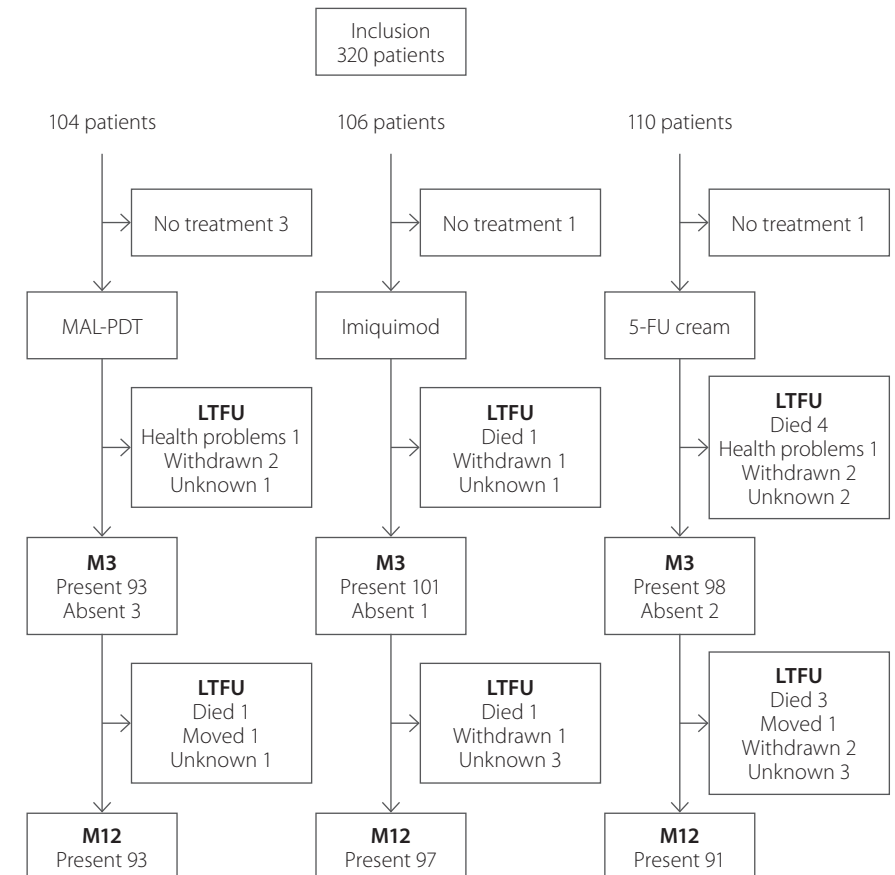 Inclusion
320 patients
104 patients
106 patients
110 patients
No treatment 3
No treatment 1
No treatment 1
MAL-PDT
Imiquimod
5-FU cream
LTFU
Health problems 1
Withdrawn 2
Unknown 1
LTFU
Died 1
Withdrawn 1
Unknown 1
LTFU
Died 4
Health problems 1
Withdrawn 2
Unknown 2
M3
Present 93
Absent 3
M3
Present 101
Absent 1
M3
Present 98
Absent 2
LTFU
Died 1
Moved 1
Unknown 1
LTFU
Died 1
Withdrawn 1
Unknown 3
LTFU
Died 3
Moved 1
Withdrawn 2
Unknown 3
M12
Present 93
M12
Present 97
M12
Present 91